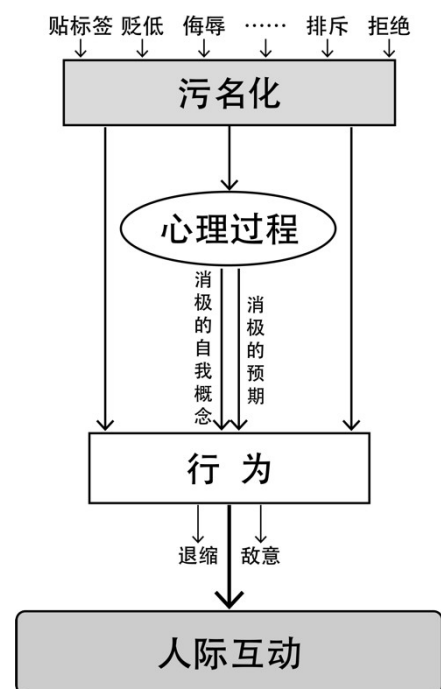 贴标签 贬低 侮辱 …… 排斥 拒绝
污名化
心理过程
消极的自我概念
消极的预期
行为
退缩 敌意
人际互动